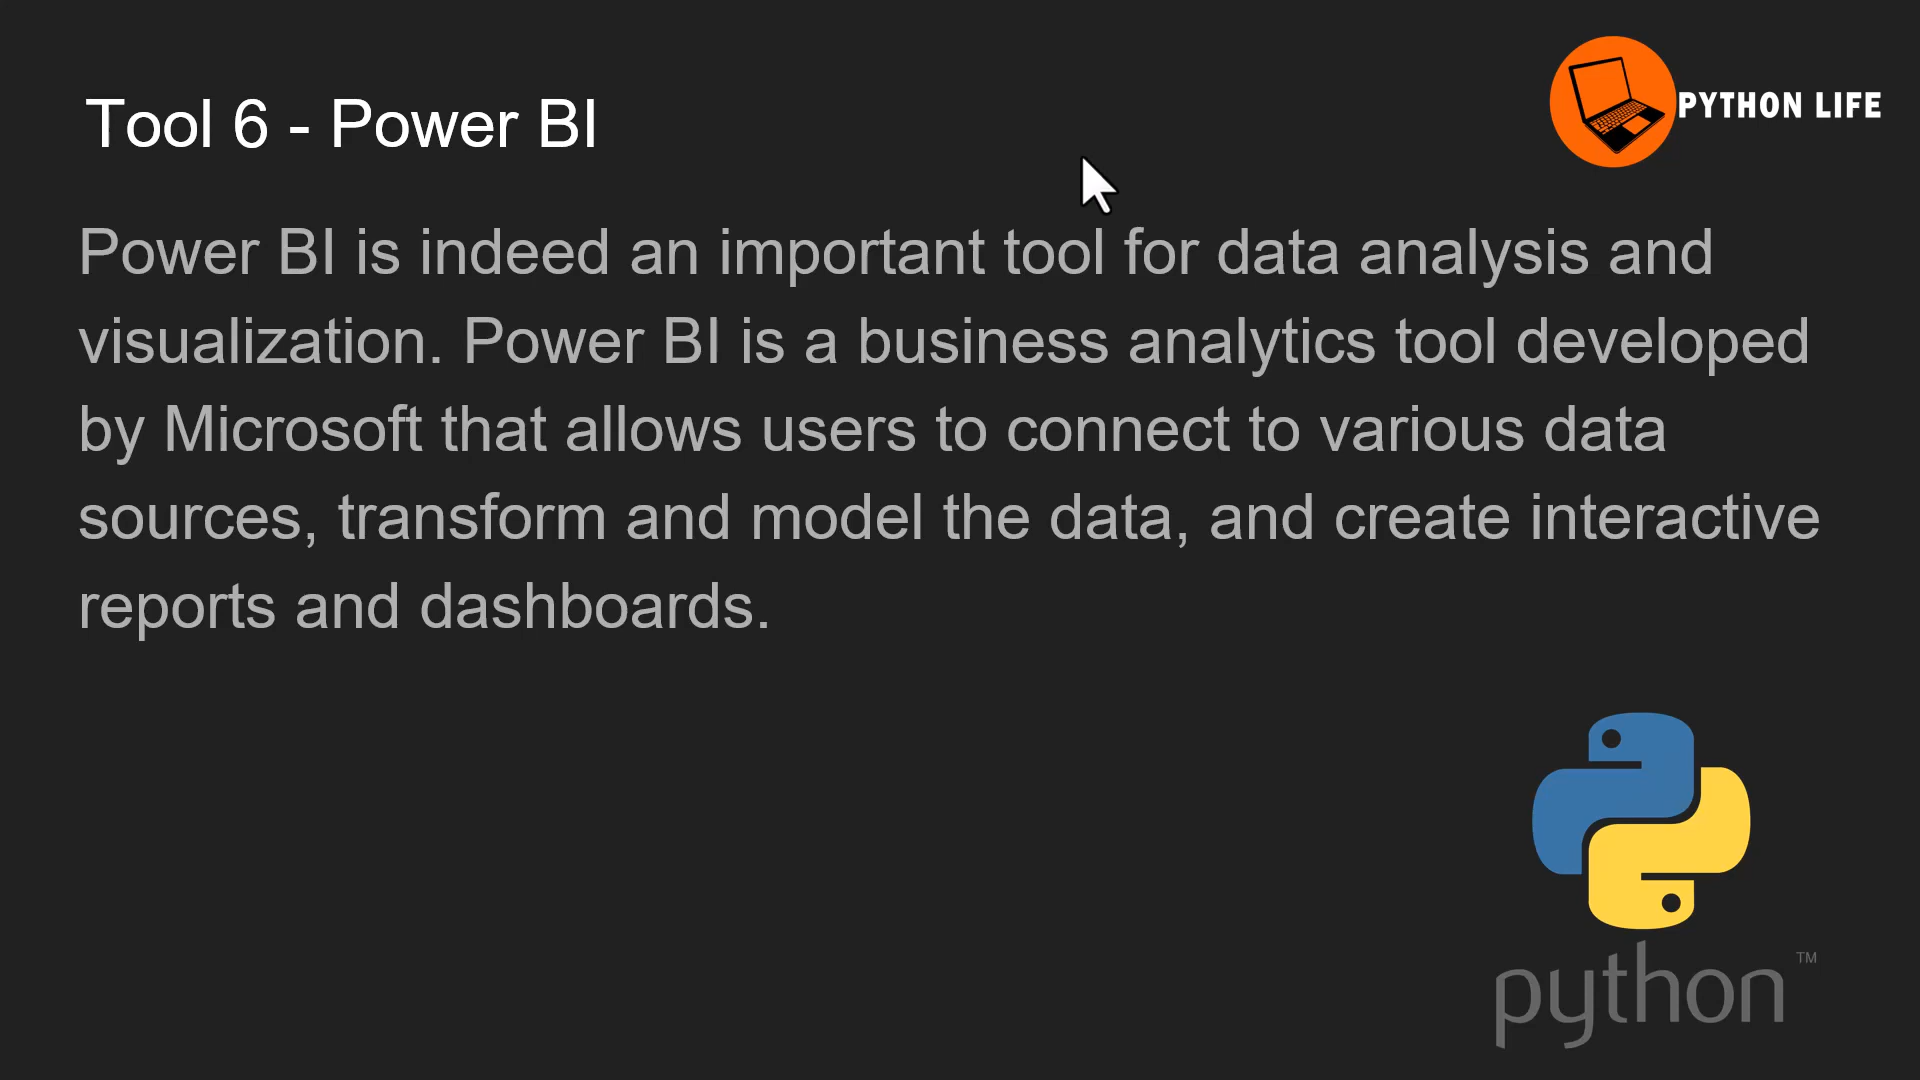 Tool 6 - Power BI
PYTHON LIFE
Power BI is indeed an important tool for data analysis and
visualization. Power BI is a business analytics tool developed
by Microsoft that allows users to connect to various data
sources, transform and model the data, and create interactive
reports and dashboards.
python™